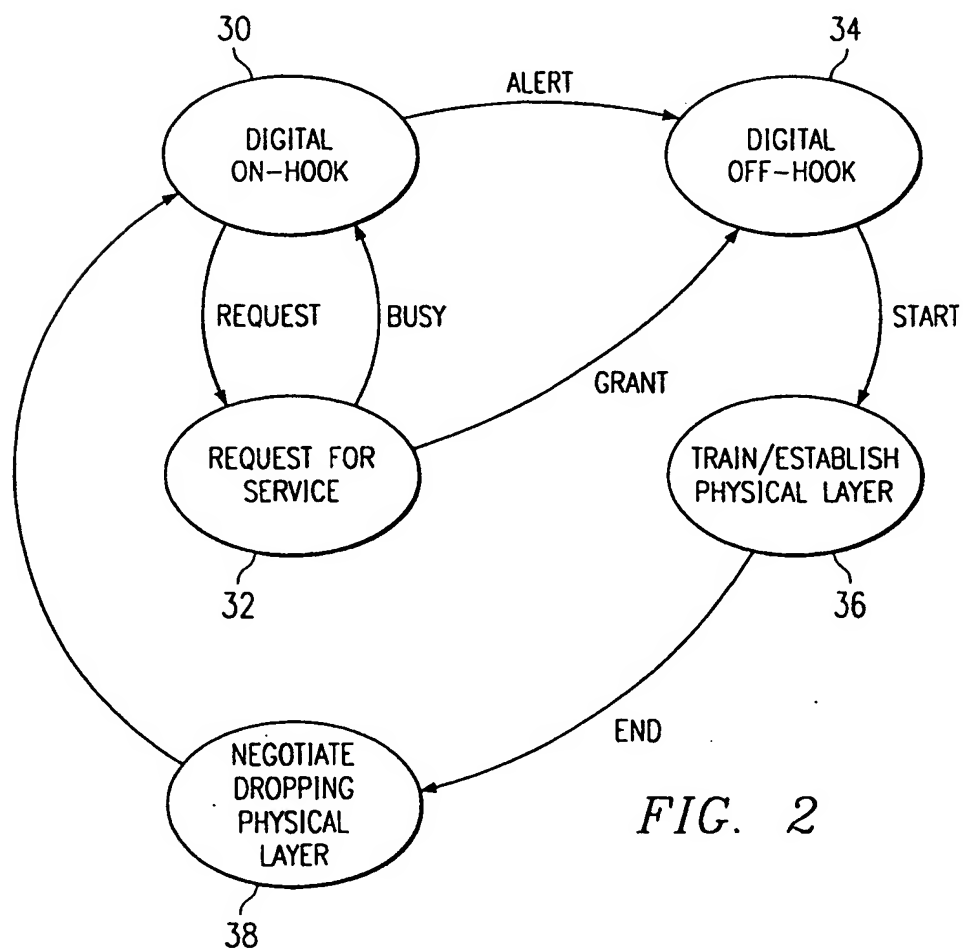 30
34
ALERT
DIGITAL
ON-HOOK
DIGITAL
OFF-HOOK
REQUEST
BUSY
START
GRANT
REQUEST FOR
SERVICE
TRAIN/ESTABLISH
PHYSICAL LAYER
32
36
END
NEGOTIATE
DROPPING
PHYSICAL
LAYER
FIG. 2
38